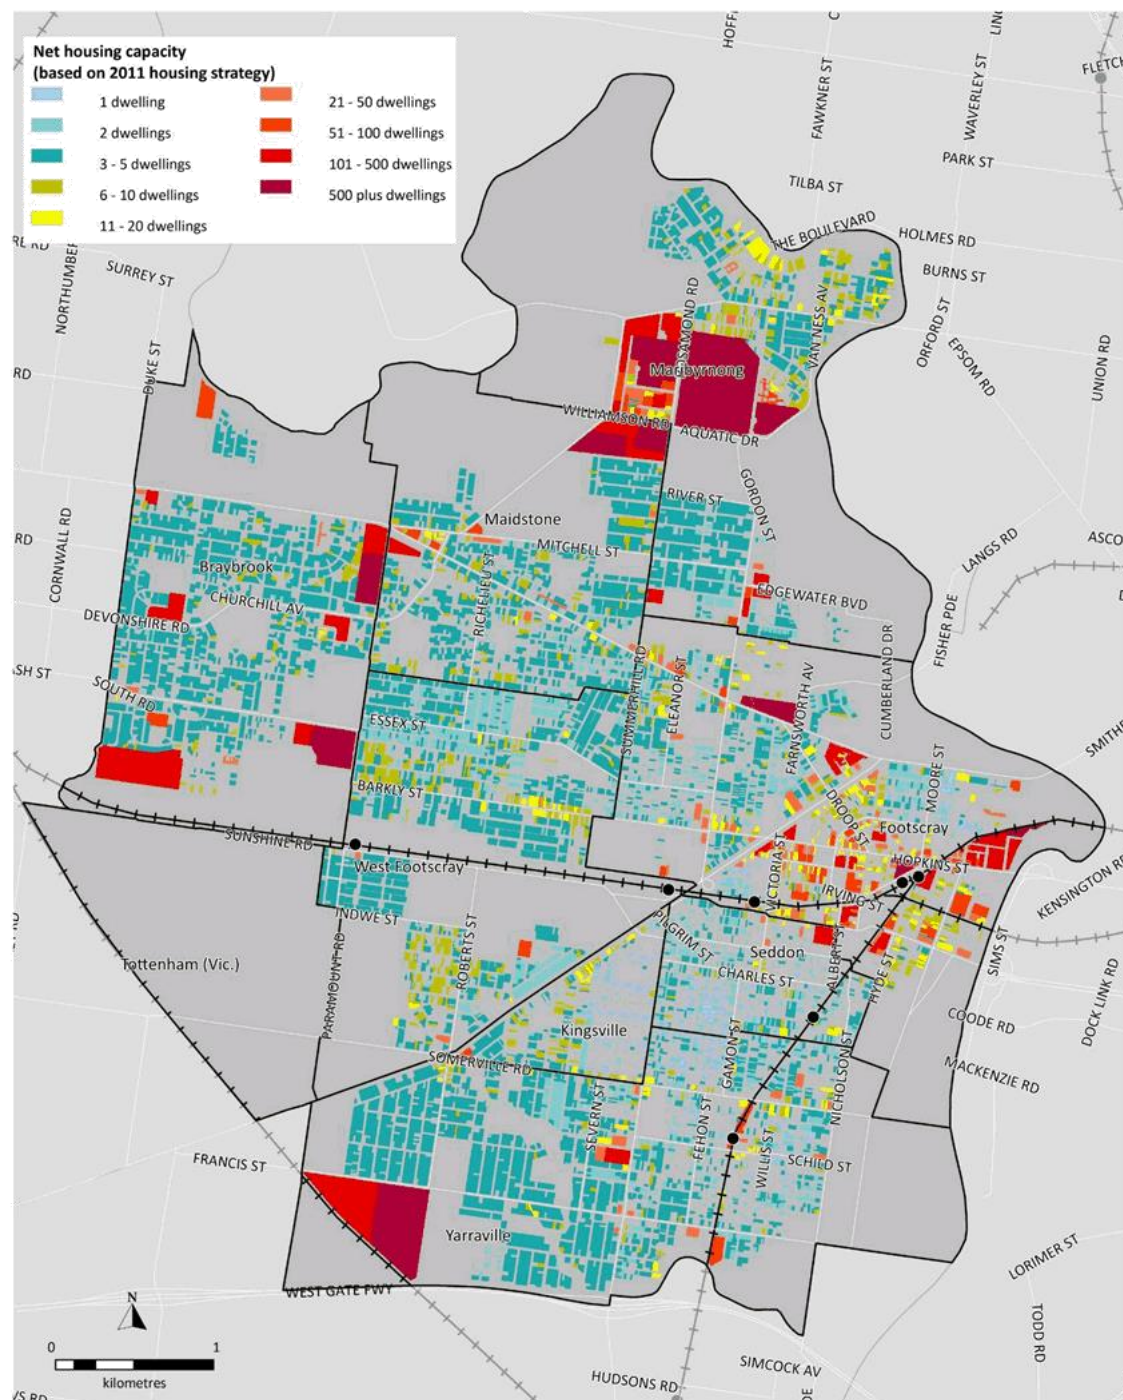 Net housing capacity
(based on 2011 housing strategy)
1 dwelling
2 dwellings
3 - 5 dwellings
6 - 10 dwellings
11 - 20 dwellings
21 - 50 dwellings
51 - 100 dwellings
101 - 500 dwellings
500 plus dwellings
FAWKNER ST
WAVERLEY ST
PARK ST
TILBA ST
THE BOULEVARD
HOLMES RD
BURNS ST
SURREY ST
ORFORD ST
EPSOM RD
UNION RD
VAN NESS AV
DUKE ST
RD
Maribyrnong
WILLIAMSON RD
AQUATIC DR
GORDON ST
RIVER ST
Maidstone
MITCHELL ST
LANGS RD
CORNWALL RD
RD
Braybrook
CHURCHILL AV
RICHELIEU ST
EDGEWATER BVD
DEVONSHIRE RD
FISHER PDE
CUMBERLAND DR
SOUTH RD
SUMMERHILL RD
ELEANOR ST
FARNSWORTH AV
ESSEX ST
MOORE ST
BARKLY ST
DROOP ST
Footscray
SUNSHINE RD
West Footscray
VICTORIA ST
HOPKINS ST
IRVING ST
KENSINGTON RD
INDWE ST
PILGRIM ST
ROBERTS ST
Seddon
ALBERT ST
HYDE ST
SIMS ST
Tottenham (Vic.)
PARAMOUNT RD
CHARLES ST
DOCK LINK RD
COODE RD
Kingsville
SOMERVILLE RD
GAMON ST
NICHOLSON ST
MACKENZIE RD
SEVERN ST
FEHON ST
WILLIS ST
SCHILD ST
FRANCIS ST
Yarraville
LORIMER ST
WEST GATE FWY
N
0 1
kilometres
TODD RD
SIMCOCK AV
HUDSONS RD